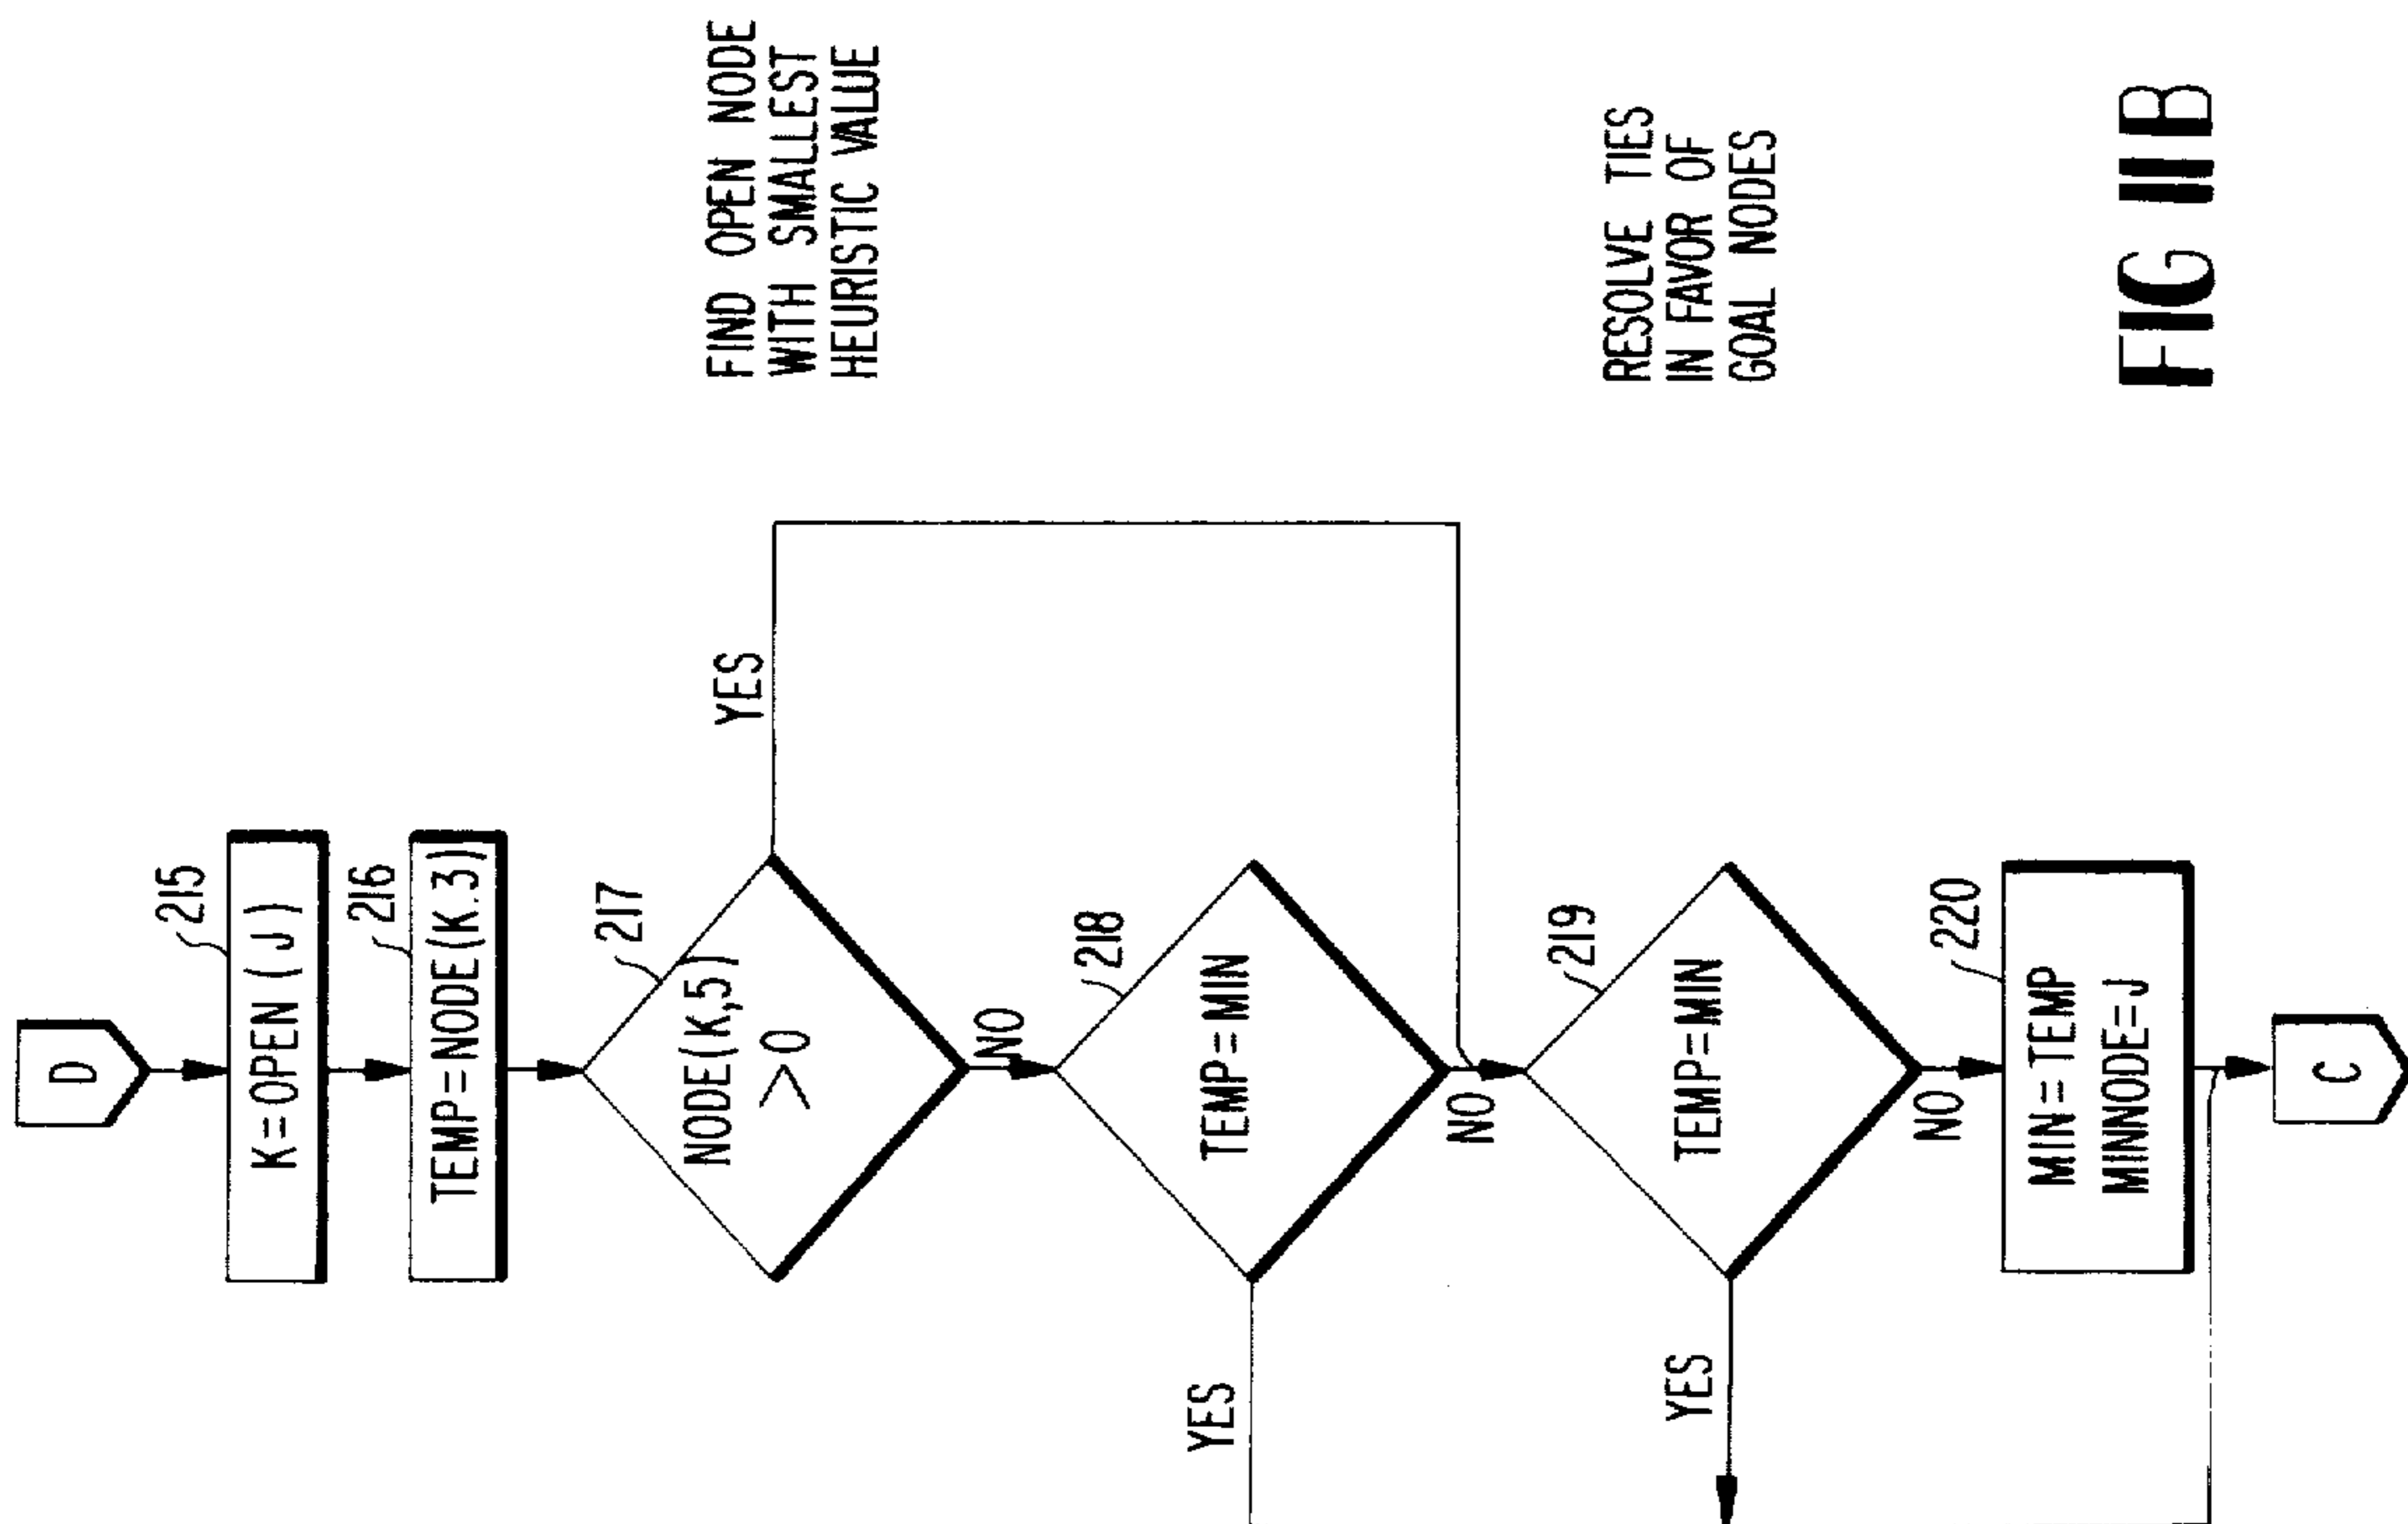 D
215
K=OPEN (J)
216
TEMP=NODE(K.3)
217
NODE(K,5)
>0
YES
NO
FIND OPEN NODE
WITH SMALLEST
HEURISTIC VALUE
218
TEMP=MIN
YES
NO
219
TEMP=MIN
YES
NO
RESOLVE TIES
IN FAVOR OF
GOAL NODES
220
MIN=TEMP
MINNODE=J
C
FIG 11B